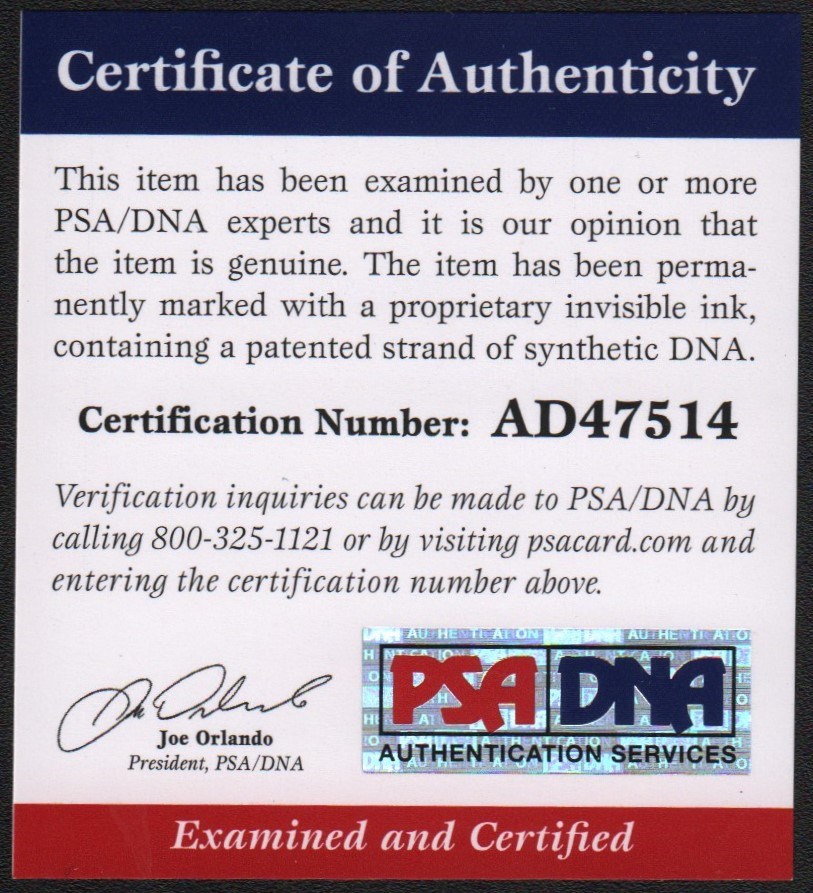 Certificate of Authenticity
This item has been examined by one or more
PSA/DNA experts and it is our opinion that
the item is genuine. The item has been perma-
nently marked with a proprietary invisible ink,
containing a patented strand of synthetic DNA.
Certification Number: AD47514
Verification inquiries can be made to PSA/DNA by
calling 800-325-1121 or by visiting psacard.com and
entering the certification number above.
Joe Orlando
President, PSA/DNA
PSA DNA
AUTHENTICATION SERVICES
Examined and Certified